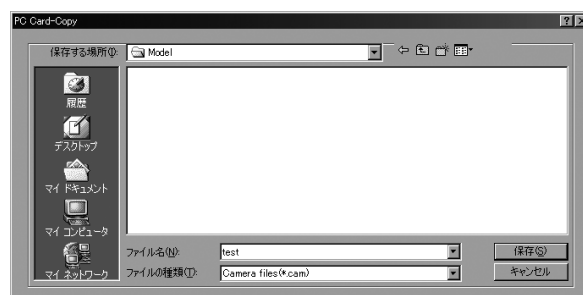 PC Card-Copy
保存する場所(I):
Model
履歴
デスクトップ
マイ ドキュメント
マイ コンピュータ
マイ ネットワーク
ファイル名(N): test 保存(S)
ファイルの種類(T): Camera files(*.cam) キャンセル